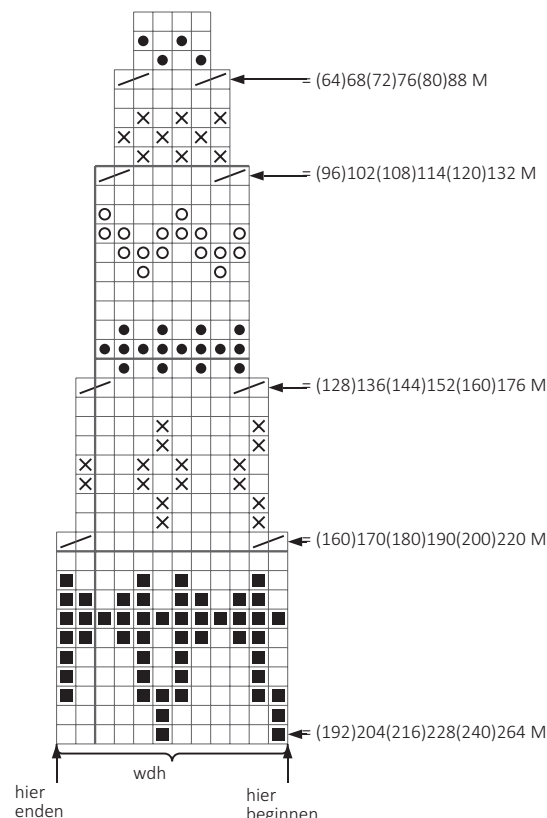 = (64)68(72)76(80)88 M
= (96)102(108)114(120)132 M
= (128)136(144)152(160)176 M
= (160)170(180)190(200)220 M
= (192)204(216)228(240)264 M
wdh
hier
enden
hier
beginnen